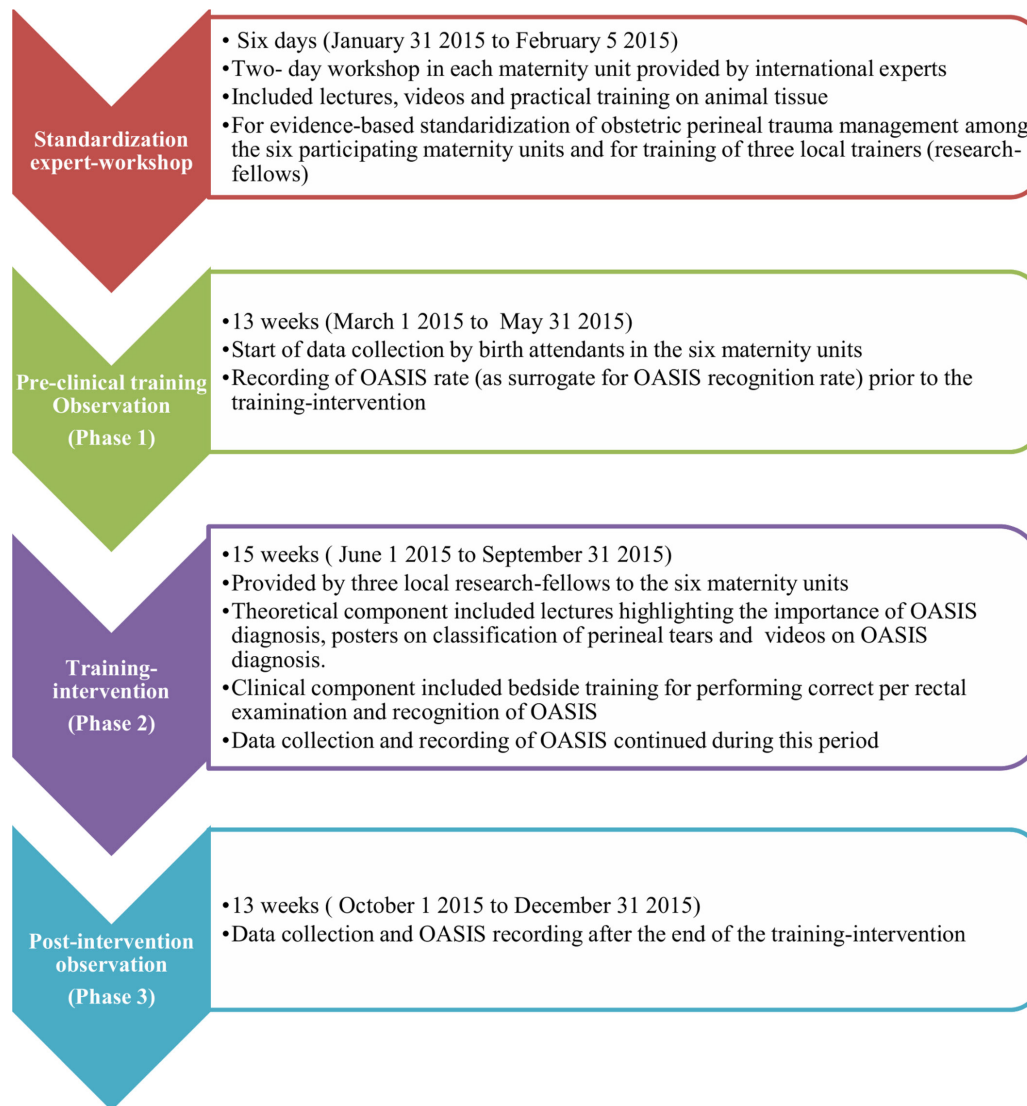 Standardization
expert-workshop
• Six days (January 31 2015 to February 5 2015)
•Two- day workshop in each maternity unit provided by international experts
•Included lectures, videos and practical training on animal tissue
•For evidence-based standaridization of obstetric perineal trauma management among
the six participating maternity units and for training of three local trainers (research-
fellows)
Pre-clinical training
Observation
(Phase 1)
•13 weeks (March 1 2015 to May 31 2015)
•Start of data collection by birth attendants in the six maternity units
•Recording of OASIS rate (as surrogate for OASIS recognition rate) prior to the
training-intervention
Training-
intervention
(Phase 2)
•15 weeks ( June 1 2015 to September 31 2015)
•Provided by three local research-fellows to the six maternity units
•Theoretical component included lectures highlighting the importance of OASIS
diagnosis, posters on classification of perineal tears and videos on OASIS
diagnosis.
•Clinical component included bedside training for performing correct per rectal
examination and recognition of OASIS
•Data collection and recording of OASIS continued during this period
Post-intervention
observation
(Phase 3)
•13 weeks ( October 1 2015 to December 31 2015)
•Data collection and OASIS recording after the end of the training-intervention